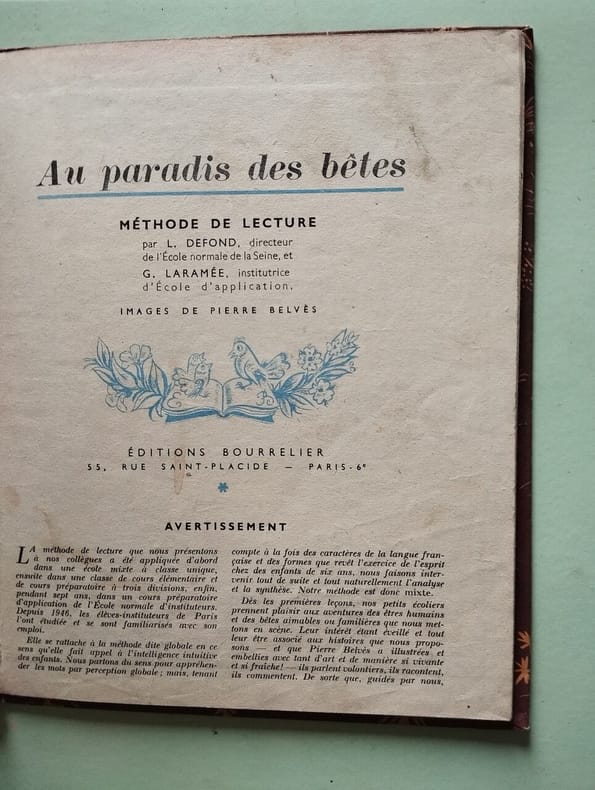 Au paradis des bêtes
MÉTHODE DE LECTURE
par L. DEFOND, directeur
de l'École normale de la Seine, et
G. LARAMÉE, institutrice
d'École d'application.
IMAGES DE PIERRE BELVÈS
ÉDITIONS BOURRELIER
55, RUE SAINT-PLACIDE — PARIS-6e
*
AVERTISSEMENT
LA méthode de lecture que nous présentons
à nos collègues a été appliquée d'abord
dans une école mixte à classe unique,
ensuite dans une classe de cours élémentaire et
de cours préparatoire à trois divisions, enfin,
pendant sept ans, dans un cours préparatoire
d'application de l'École normale d'instituteurs.
Depuis 1946, les élèves-instituteurs de Paris
l'ont étudiée et se sont familiarisés avec son
emploi.
Elle se rattache à la méthode dite globale en ce
sens qu'elle fait appel à l'intelligence intuitive
des enfants. Nous partons du sens pour appréhen-
der les mots par perception globale ; mais, tenant
compte à la fois des caractères de la langue fran-
çaise et des formes que revêt l'exercice de l'esprit
chez des enfants de six ans, nous faisons inter-
venir tout de suite et tout naturellement l'analyse
et la synthèse. Notre méthode est donc mixte.
Dès les premières leçons, nos petits écoliers
prennent plaisir aux aventures des êtres humains
et des bêtes aimables ou familières que nous met-
tons en scène. Leur intérêt étant éveillé et tout
leur être associé aux histoires que nous propo-
sons — et que Pierre Belvès a illustrées et
embellies avec tant d'art et de manière si vivante
et si fraîche! — ils parlent volontiers, ils racontent,
ils commentent. De sorte que, guidés par nous,